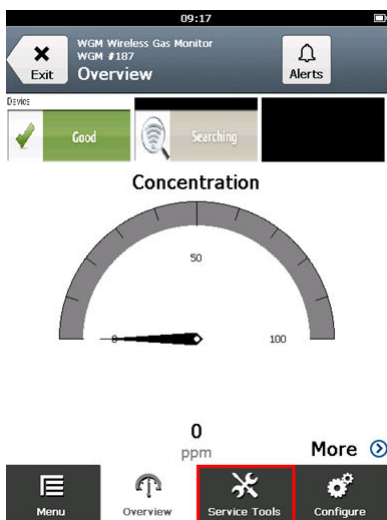 09:17
WGM Wireless Gas Monitor
WGM #187
Exit
Overview
Alerts
Device
Good
Searching
Concentration
50
0
100
0
ppm
More
Menu
Overview
Service Tools
Configure